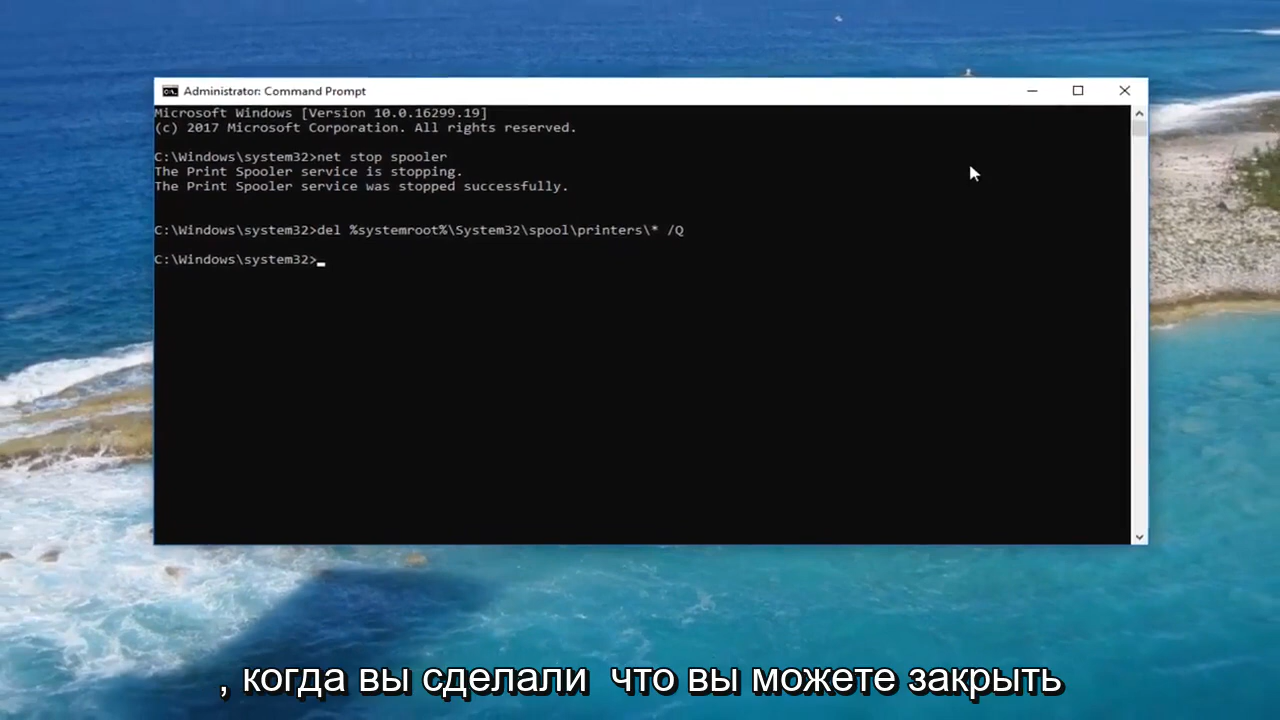 Administrator: Command Prompt
Microsoft Windows [Version 10.0.16299.19]
(c) 2017 Microsoft Corporation. All rights reserved.
C:\Windows\system32>net stop spooler
The Print Spooler service is stopping.
The Print Spooler service was stopped successfully.
C:\Windows\system32>del %systemroot%\System32\spool\printers\* /Q
C:\Windows\system32>
, когда вы сделали что вы можете закрыть